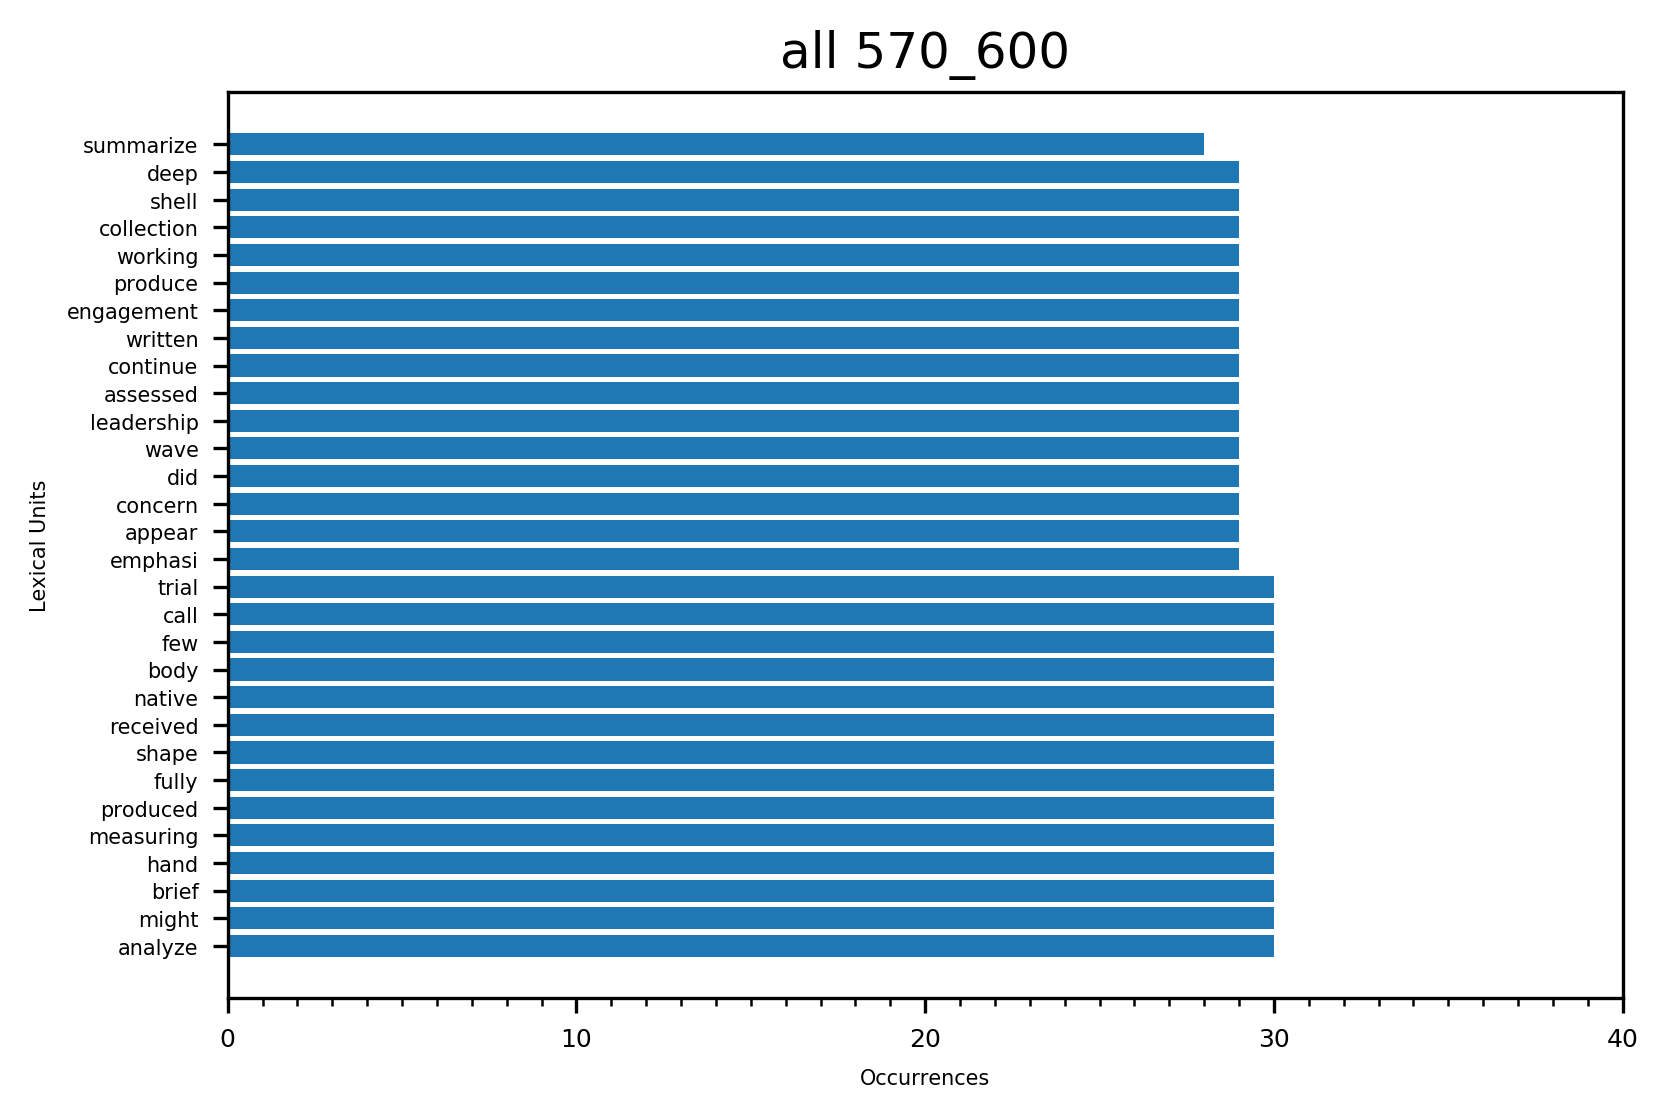 all 570_600
summarize
deep
shell
collection
working
produce
engagement
written
continue
assessed
leadership
wave
did
concern
appear
emphasi
trial
call
few
body
native
received
shape
fully
produced
measuring
hand
brief
might
analyze
Lexical Units
0 10 20 30 40
Occurrences